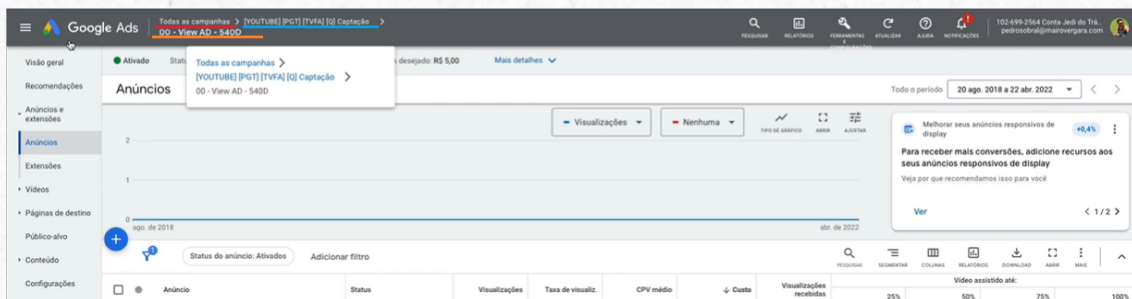 Google Ads
Todas as campanhas > [YOUTUBE] [PGT] [TVFA] [Q] Captação >
00 - View AD - 540D
PESQUISAR
RELATÓRIOS
FERRAMENTAS E CONFIGURAÇÕES
ATUALIZAR
AJUDA
NOTIFICAÇÕES
102-699-2564 Conta Jedi do Trá...
pedrosobral@mairovergara.com
Visão geral
Recomendações
Anúncios e extensões
Anúncios
Extensões
Vídeos
Páginas de destino
Público-alvo
Conteúdo
Configurações
Ativado
desejado: R$ 5,00
Mais detalhes
Todas as campanhas >
[YOUTUBE] [PGT] [TVFA] [Q] Captação >
00 - View AD - 540D
Anúncios
Todo o período
20 ago. 2018 a 22 abr. 2022
Visualizações
Nenhuma
TIPO DE GRÁFICO
ABRIR
AJUSTAR
2
1
0
ago. de 2018
abr. de 2022
Melhorar seus anúncios responsivos de display
+0,4%
Para receber mais conversões, adicione recursos aos seus anúncios responsivos de display
Veja por que recomendamos isso para você
Ver
1 / 2
1
Status do anúncio: Ativados
Adicionar filtro
PESQUISAR
SEGMENTAR
COLUNAS
RELATÓRIOS
DOWNLOAD
ABRIR
MAIS
Anúncio
Status
Visualizações
Taxa de visualiz.
CPV médio
Custo
Visualizações recebidas
Vídeo assistido até:
25%
50%
75%
100%